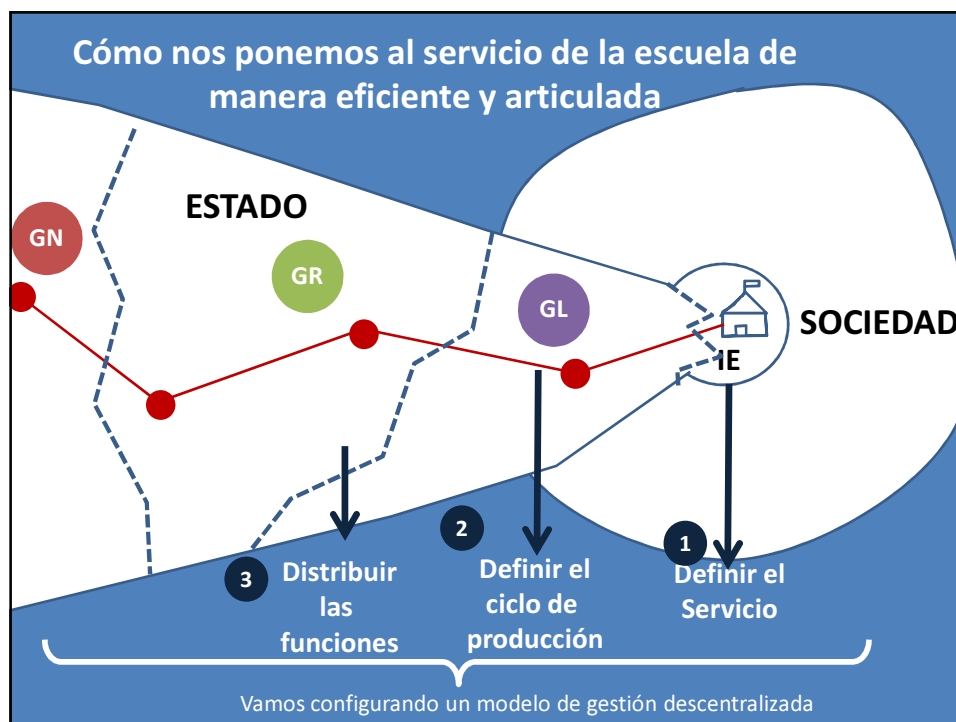 Cómo nos ponemos al servicio de la escuela de
manera eficiente y articulada
ESTADO
GN
GR
GL
SOCIEDAD
IE
1
Definir el
Servicio
2
Definir el
ciclo de
producción
3
Distribuir
las
funciones
Vamos configurando un modelo de gestión descentralizada